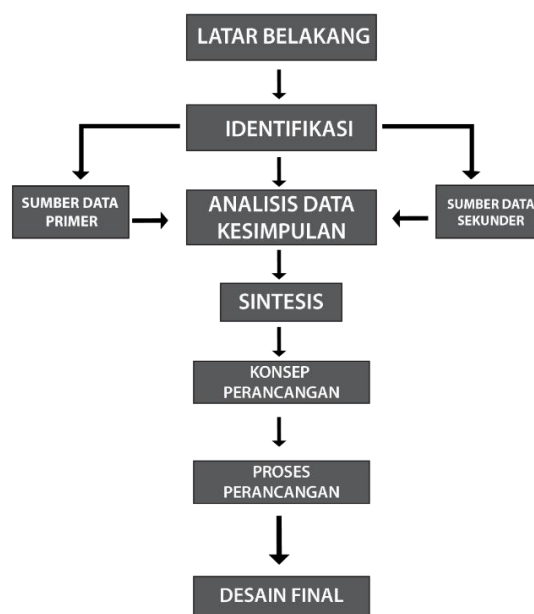 LATAR BELAKANG
IDENTIFIKASI
SUMBER DATA
PRIMER
ANALISIS DATA
KESIMPULAN
SUMBER DATA
SEKUNDER
SINTESIS
KONSEP
PERANCANGAN
PROSES
PERANCANGAN
DESAIN FINAL